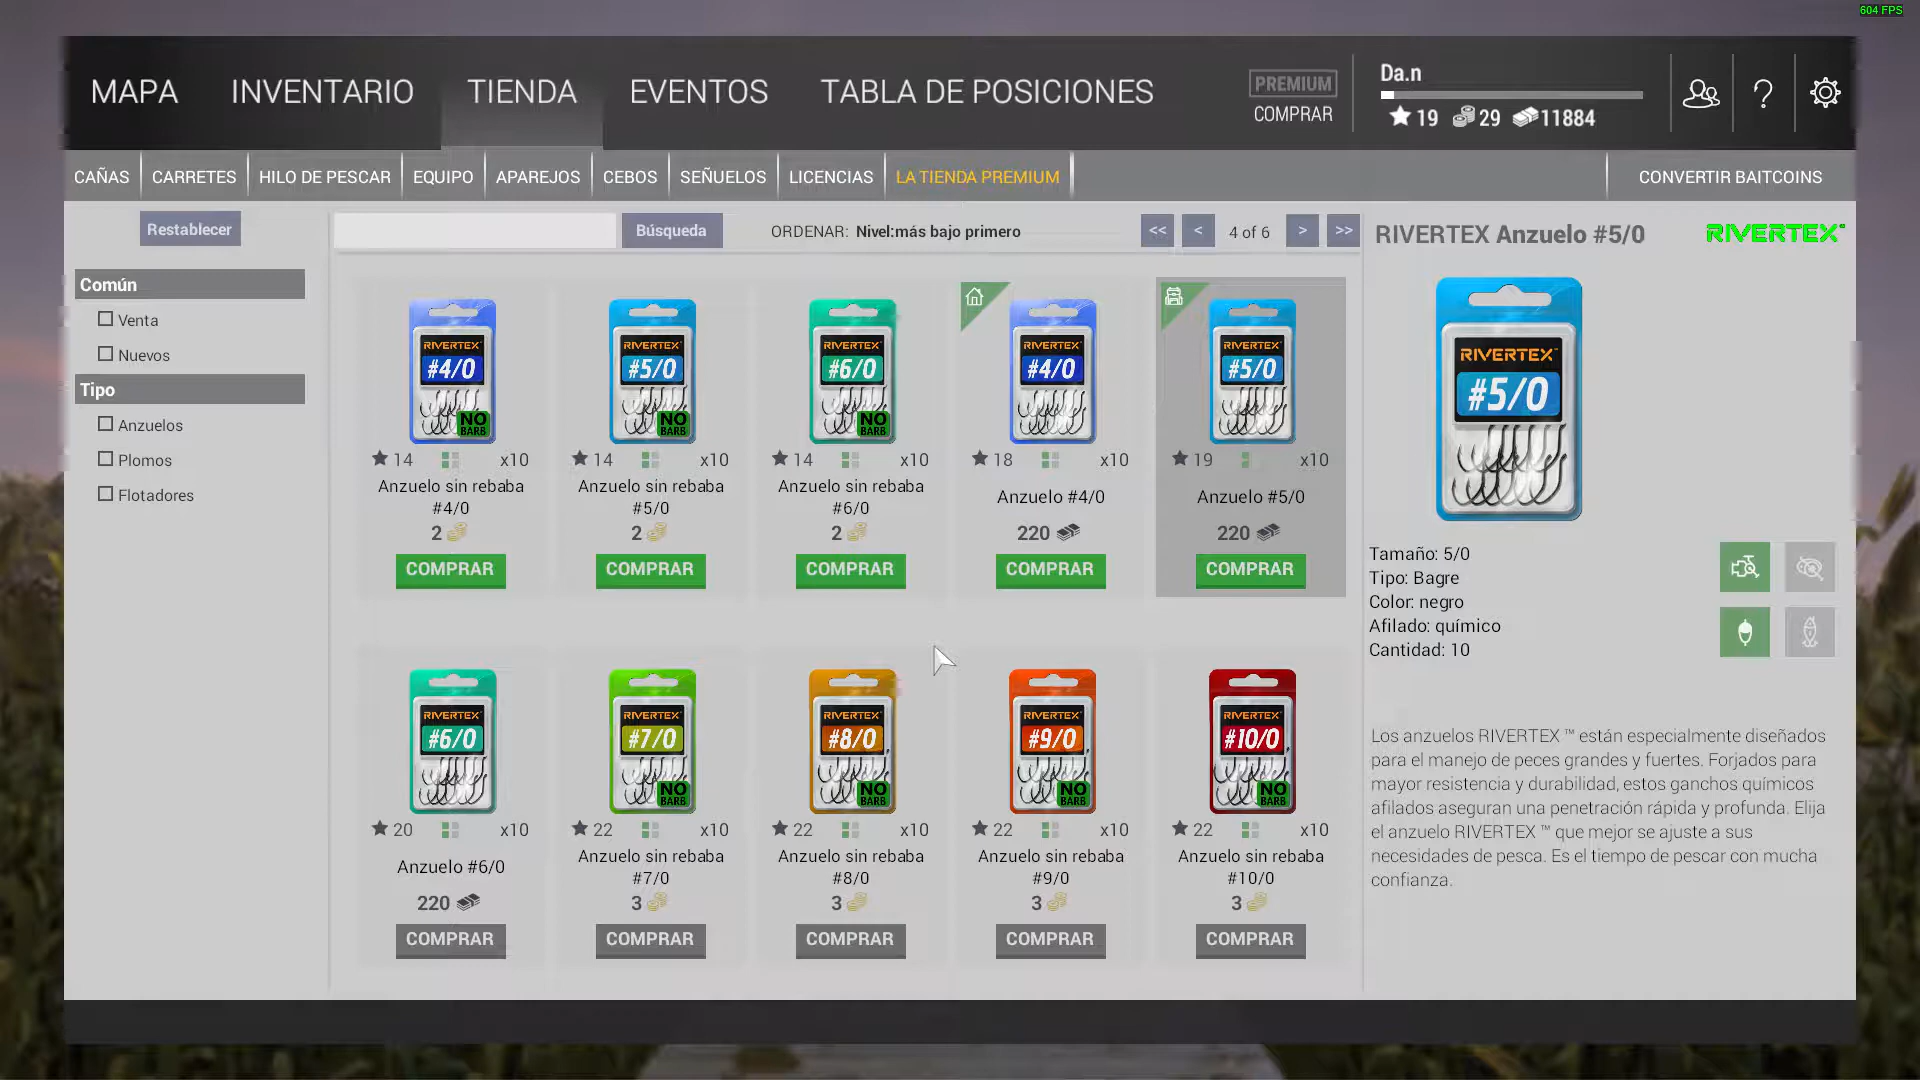 604 FPS
MAPA
INVENTARIO
TIENDA
EVENTOS
TABLA DE POSICIONES
PREMIUM
COMPRAR
Da.n
19 29 11884
?
CAÑAS
CARRETES
HILO DE PESCAR
EQUIPO
APAREJOS
CEBOS
SEÑUELOS
LICENCIAS
LA TIENDA PREMIUM
CONVERTIR BAITCOINS
Restablecer
Búsqueda
ORDENAR: Nivel:más bajo primero
<< < 4 of 6 > >>
Común
Venta
Nuevos
Tipo
Anzuelos
Plomos
Flotadores
RIVERTEX
#4/0
NO
BARB
14 x10
Anzuelo sin rebaba
#4/0
2
COMPRAR
RIVERTEX
#5/0
NO
BARB
14 x10
Anzuelo sin rebaba
#5/0
2
COMPRAR
RIVERTEX
#6/0
NO
BARB
14 x10
Anzuelo sin rebaba
#6/0
2
COMPRAR
RIVERTEX
#4/0
18 x10
Anzuelo #4/0
220
COMPRAR
RIVERTEX
#5/0
19 x10
Anzuelo #5/0
220
COMPRAR
RIVERTEX
#6/0
20 x10
Anzuelo #6/0
220
COMPRAR
RIVERTEX
#7/0
NO
BARB
22 x10
Anzuelo sin rebaba
#7/0
3
COMPRAR
RIVERTEX
#8/0
NO
BARB
22 x10
Anzuelo sin rebaba
#8/0
3
COMPRAR
RIVERTEX
#9/0
NO
BARB
22 x10
Anzuelo sin rebaba
#9/0
3
COMPRAR
RIVERTEX
#10/0
NO
BARB
22 x10
Anzuelo sin rebaba
#10/0
3
COMPRAR
RIVERTEX Anzuelo #5/0
RIVERTEX
RIVERTEX
#5/0
Tamaño: 5/0
Tipo: Bagre
Color: negro
Afilado: químico
Cantidad: 10
Los anzuelos RIVERTEX ™ están especialmente diseñados
para el manejo de peces grandes y fuertes. Forjados para
mayor resistencia y durabilidad, estos ganchos químicos
afilados aseguran una penetración rápida y profunda. Elija
el anzuelo RIVERTEX ™ que mejor se ajuste a sus
necesidades de pesca. Es el tiempo de pescar con mucha
confianza.